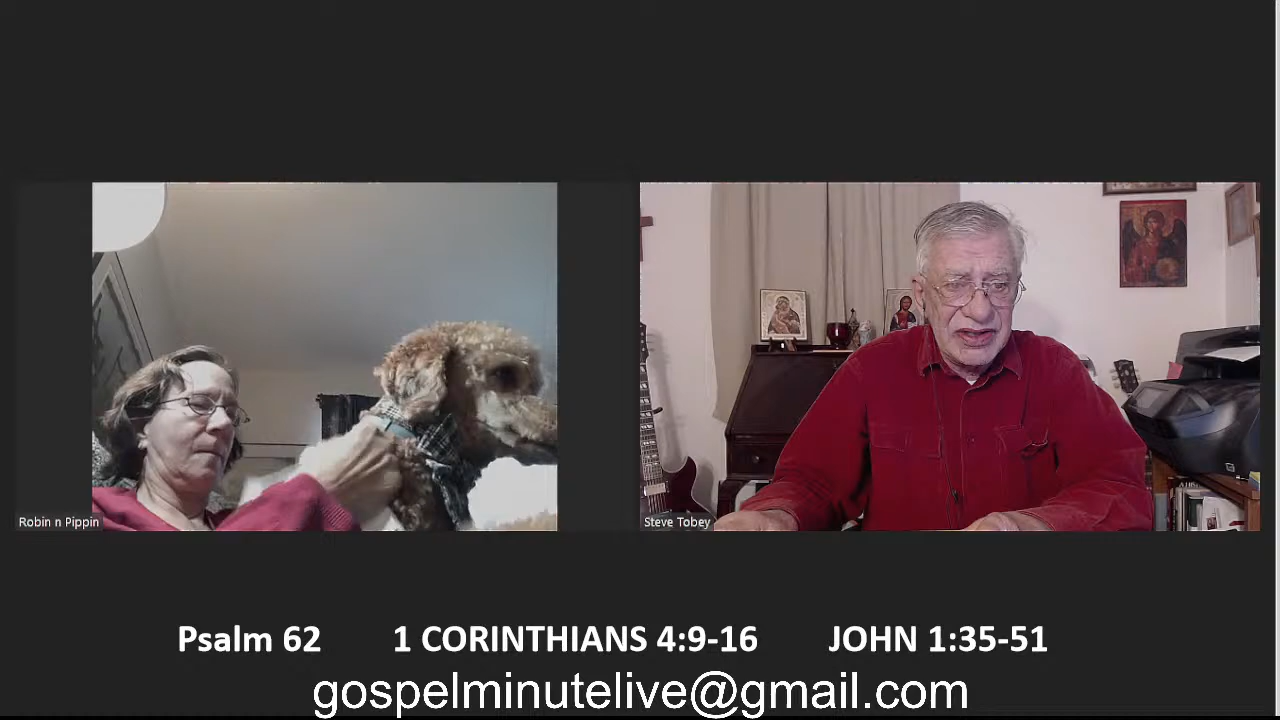 Robin n Pippin
Steve Tobey
Psalm 62 1 CORINTHIANS 4:9-16 JOHN 1:35-51
gospelminutelive@gmail.com